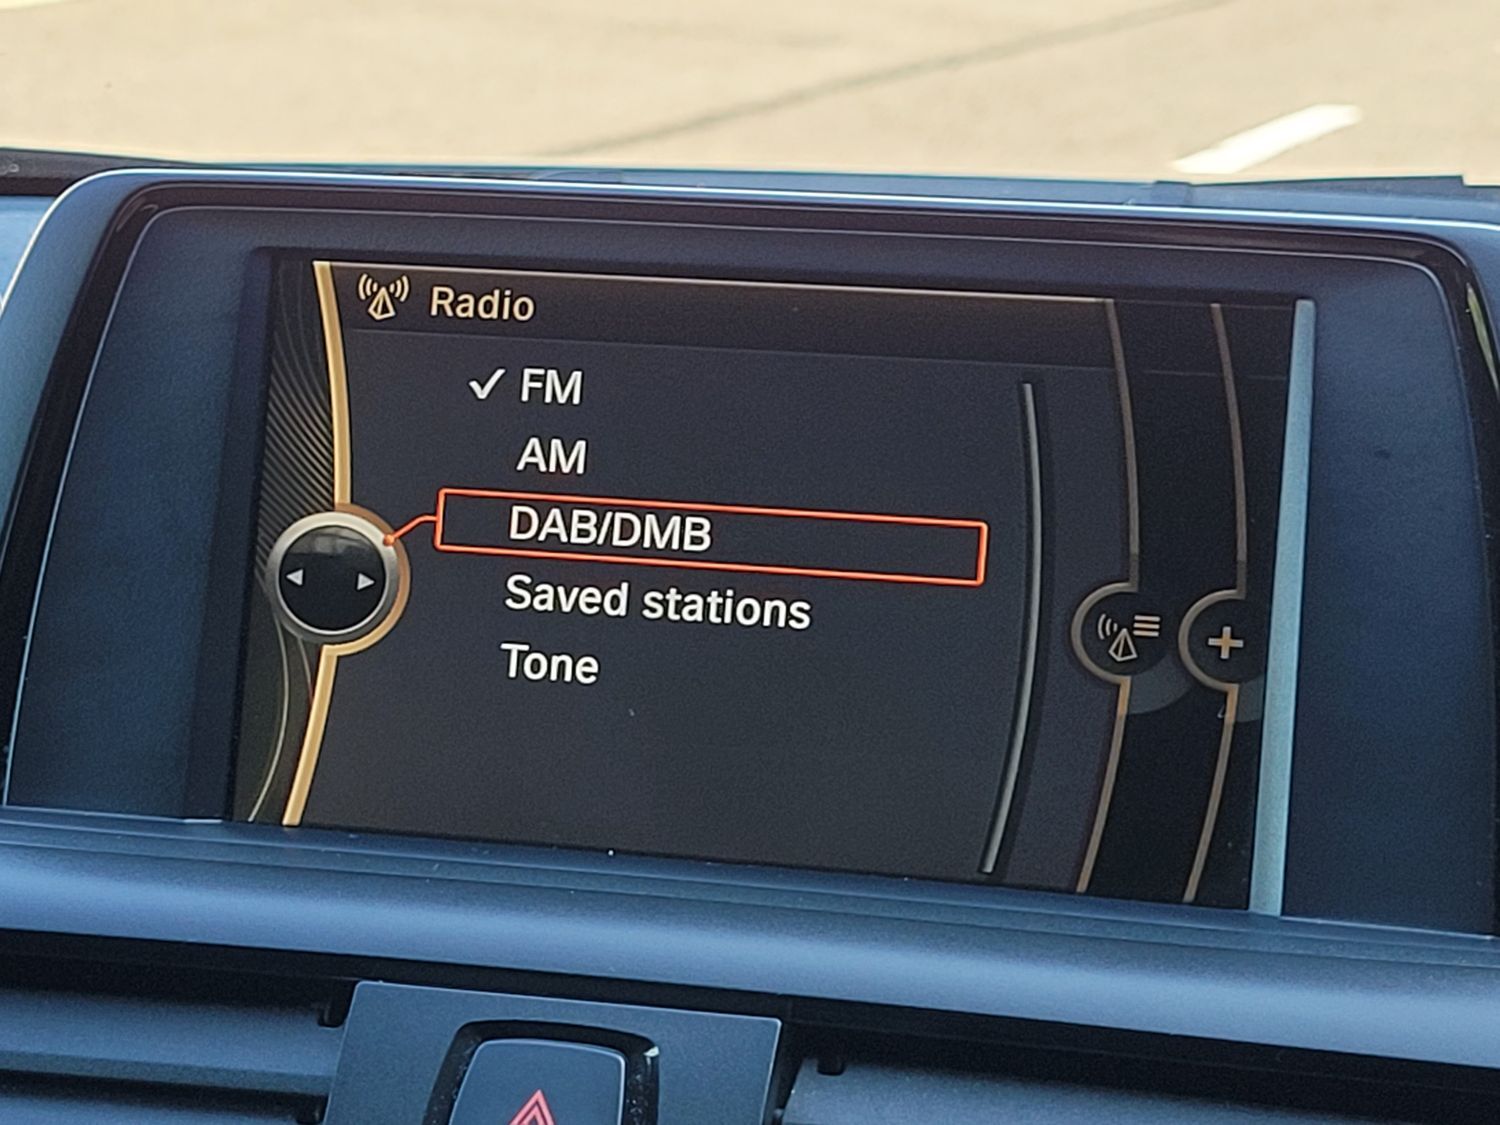 Radio
✓ FM
AM
DAB/DMB
Saved stations
Tone